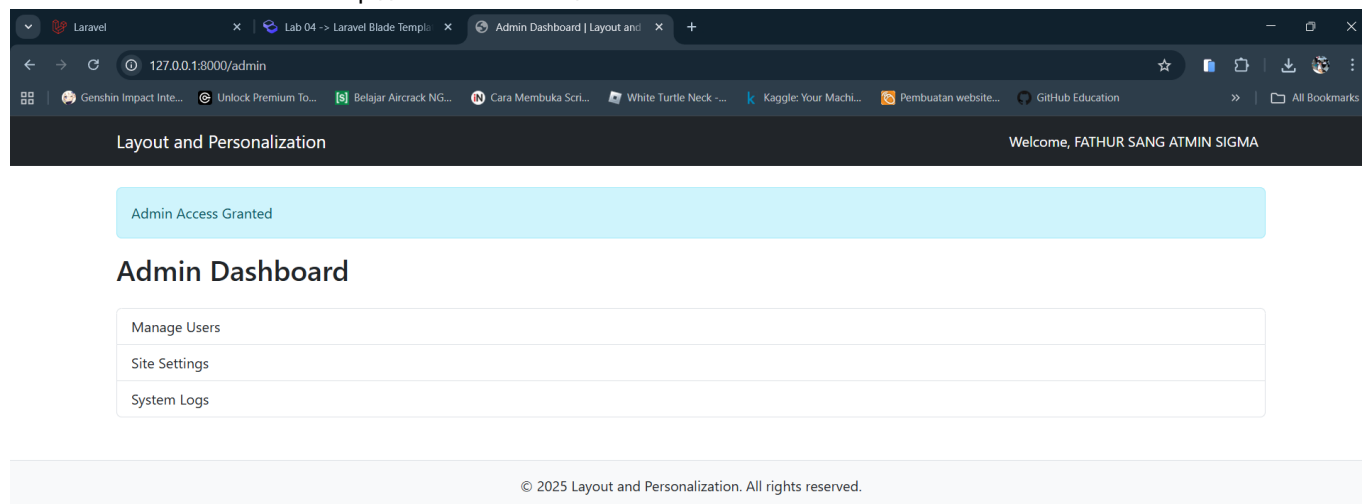 Laravel
Lab 04 -> Laravel Blade Templa
Admin Dashboard | Layout and
127.0.0.1:8000/admin
Genshin Impact Inte...
Unlock Premium To...
Belajar Aircrack NG...
Cara Membuka Scri...
White Turtle Neck -...
Kaggle: Your Machi...
Pembuatan website...
GitHub Education
All Bookmarks
Layout and Personalization
Welcome, FATHUR SANG ATMIN SIGMA
Admin Access Granted
Admin Dashboard
Manage Users
Site Settings
System Logs
© 2025 Layout and Personalization. All rights reserved.